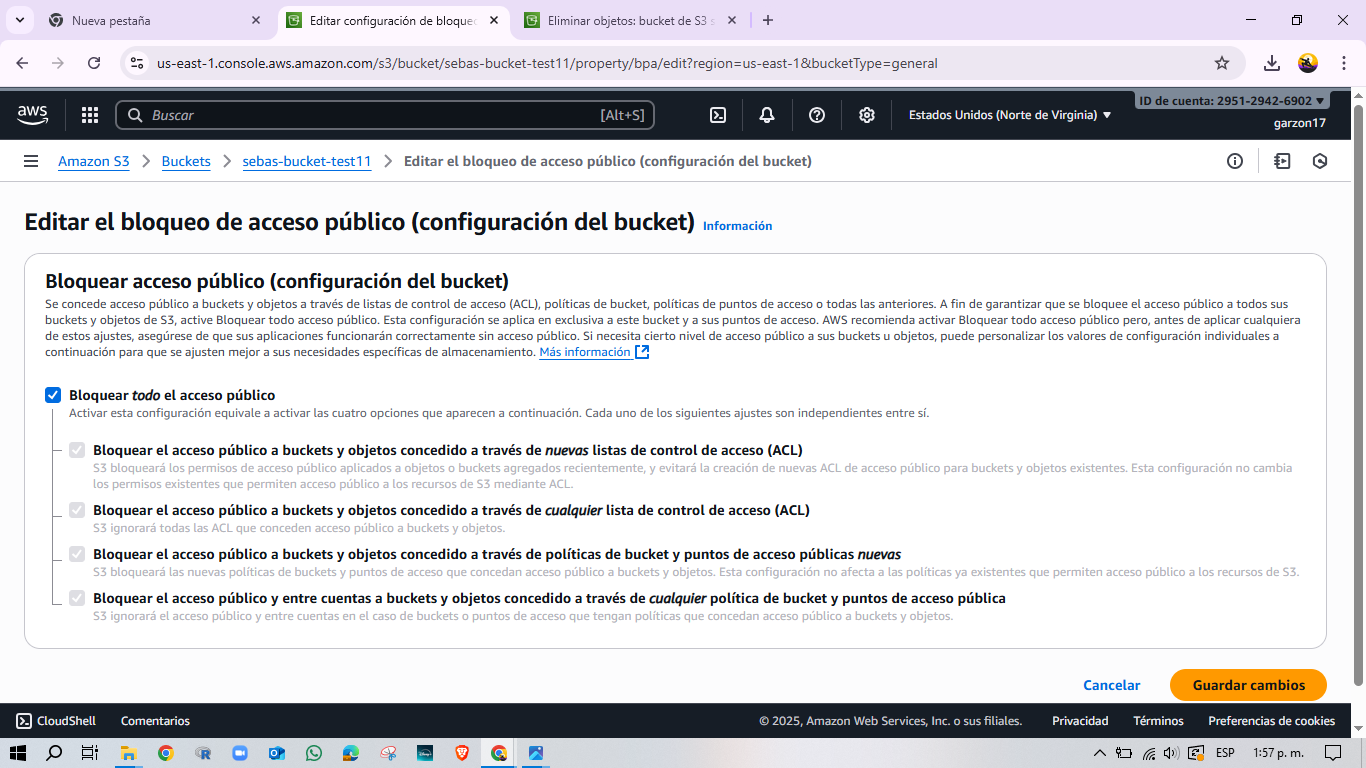 Nueva pestaña
Editar configuración de bloqueo
Eliminar objetos: bucket de S3 s
us-east-1.console.aws.amazon.com/s3/bucket/sebas-bucket-test11/property/bpa/edit?region=us-east-1&bucketType=general
aws
Buscar
[Alt+S]
Estados Unidos (Norte de Virginia)
ID de cuenta: 2951-2942-6902
garzon17
Amazon S3
Buckets
sebas-bucket-test11
Editar el bloqueo de acceso público (configuración del bucket)
Editar el bloqueo de acceso público (configuración del bucket) Información
Bloquear acceso público (configuración del bucket)
Se concede acceso público a buckets y objetos a través de listas de control de acceso (ACL), políticas de bucket, políticas de puntos de acceso o todas las anteriores. A fin de garantizar que se bloquee el acceso público a todos sus
buckets y objetos de S3, active Bloquear todo acceso público. Esta configuración se aplica en exclusiva a este bucket y a sus puntos de acceso. AWS recomienda activar Bloquear todo acceso público pero, antes de aplicar cualquiera
de estos ajustes, asegúrese de que sus aplicaciones funcionarán correctamente sin acceso público. Si necesita cierto nivel de acceso público a sus buckets u objetos, puede personalizar los valores de configuración individuales a
continuación para que se ajusten mejor a sus necesidades específicas de almacenamiento. Más información
Bloquear todo el acceso público
Activar esta configuración equivale a activar las cuatro opciones que aparecen a continuación. Cada uno de los siguientes ajustes son independientes entre sí.
Bloquear el acceso público a buckets y objetos concedido a través de nuevas listas de control de acceso (ACL)
S3 bloqueará los permisos de acceso público aplicados a objetos o buckets agregados recientemente, y evitará la creación de nuevas ACL de acceso público para buckets y objetos existentes. Esta configuración no cambia
los permisos existentes que permiten acceso público a los recursos de S3 mediante ACL.
Bloquear el acceso público a buckets y objetos concedido a través de cualquier lista de control de acceso (ACL)
S3 ignorará todas las ACL que conceden acceso público a buckets y objetos.
Bloquear el acceso público a buckets y objetos concedido a través de políticas de bucket y puntos de acceso públicas nuevas
S3 bloqueará las nuevas políticas de buckets y puntos de acceso que concedan acceso público a buckets y objetos. Esta configuración no afecta a las políticas ya existentes que permiten acceso público a los recursos de S3.
Bloquear el acceso público y entre cuentas a buckets y objetos concedido a través de cualquier política de bucket y puntos de acceso pública
S3 ignorará el acceso público y entre cuentas en el caso de buckets o puntos de acceso que tengan políticas que concedan acceso público a buckets y objetos.
Cancelar
Guardar cambios
CloudShell
Comentarios
© 2025, Amazon Web Services, Inc. o sus filiales.
Privacidad
Términos
Preferencias de cookies
ESP
1:57 p. m.